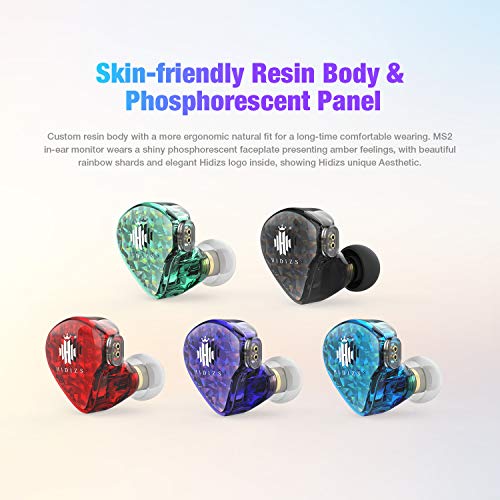 Skin-friendly Resin Body &
Phosphorescent Panel
Custom resin body with a more ergonomic natural fit for a long-time comfortable wearing. MS2
in-ear monitor wears a shiny phosphorescent faceplate presenting amber feelings, with beautiful
rainbow shards and elegant Hidizs logo inside, showing Hidizs unique Aesthetic.
HIDIZS
HIDIZS
HIDIZS
HIDIZS
HIDIZS